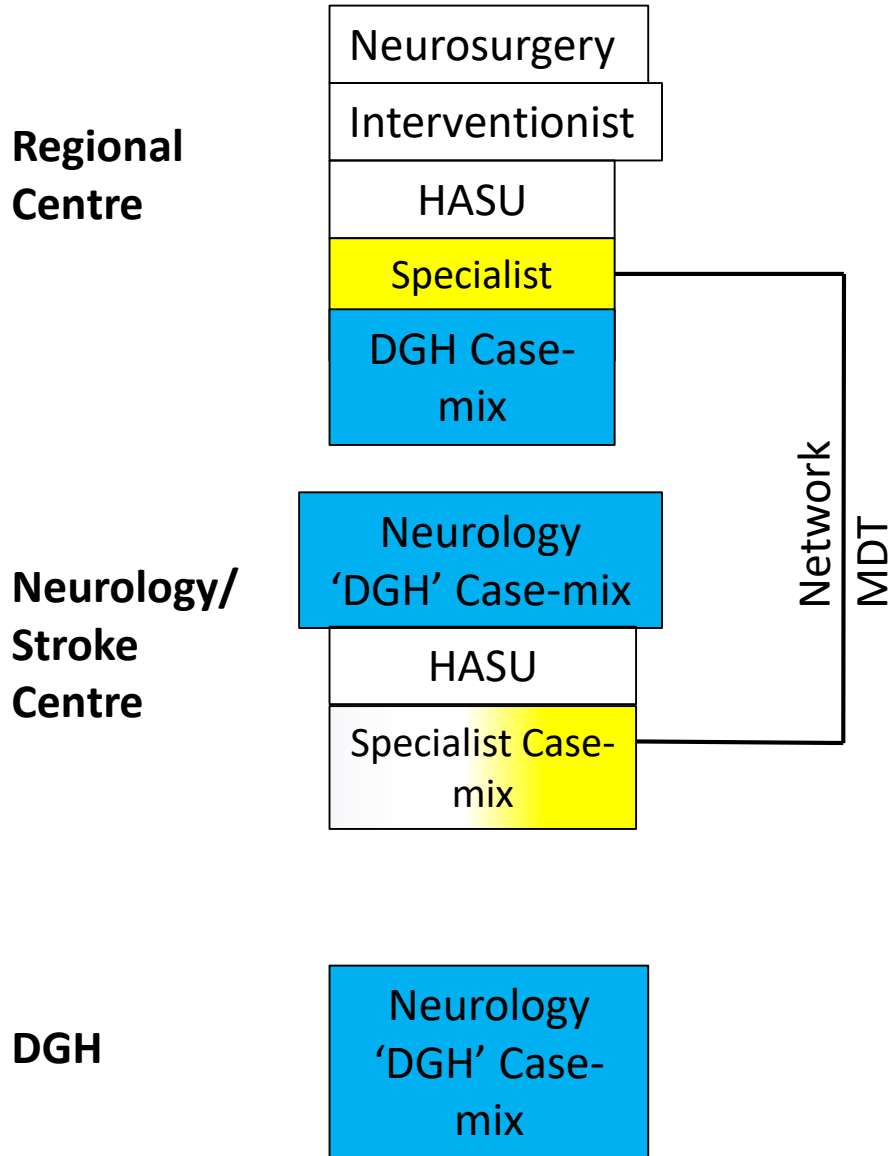 Neurosurgery
Interventionist
Regional
Centre
HASU
Specialist
DGH Case-
mix
Neurology
‘DGH’ Case-mix
Neurology/
Stroke
Centre
HASU
Specialist Case-
mix
Network
MDT
Neurology
‘DGH’ Case-
mix
DGH